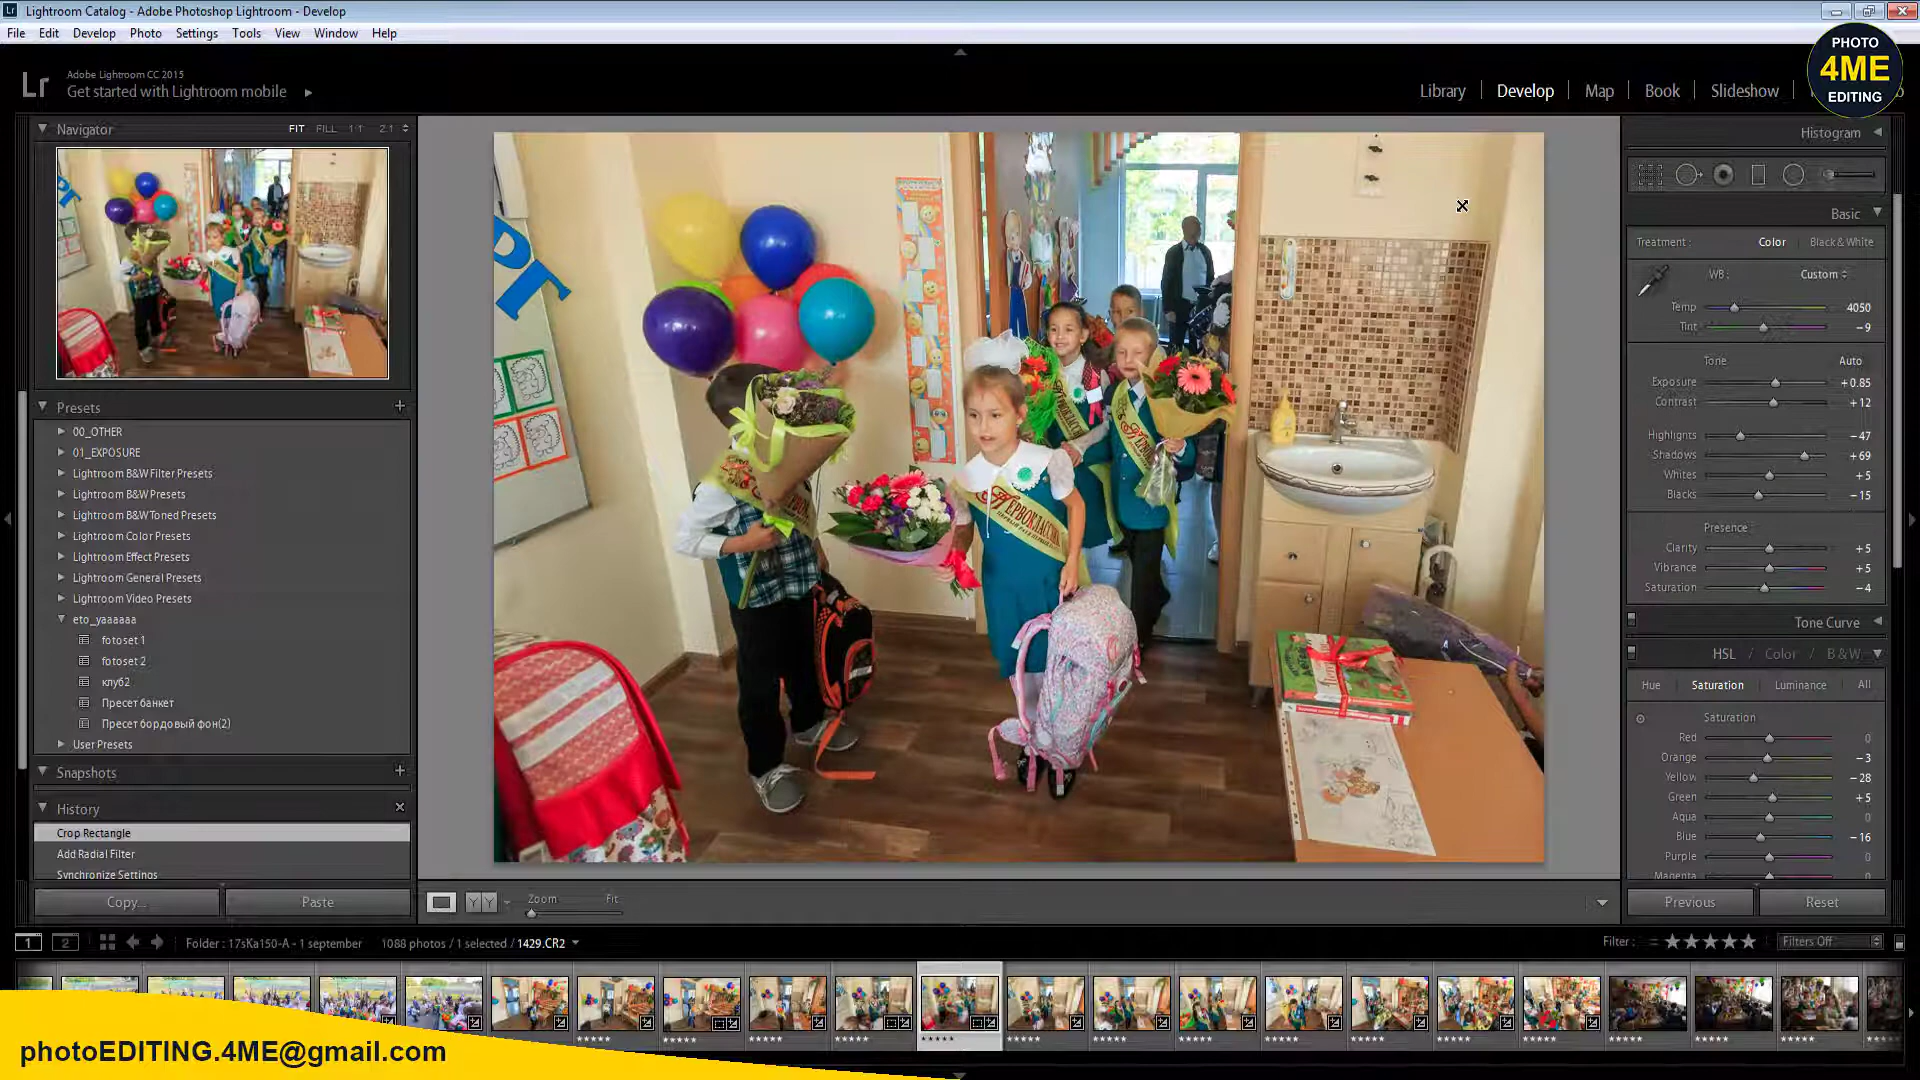 Lightroom Catalog - Adobe Photoshop Lightroom - Develop
File Edit Develop Photo Settings Tools View Window Help
PHOTO
4ME
EDITING
Lr
Adobe Lightroom CC 2015
Get started with Lightroom mobile
Library Develop Map Book Slideshow
Navigator FIT FILL 1:1 2:1
Presets
00_OTHER
01_EXPOSURE
Lightroom B&W Filter Presets
Lightroom B&W Presets
Lightroom B&W Toned Presets
Lightroom Color Presets
Lightroom Effect Presets
Lightroom General Presets
Lightroom Video Presets
eto_yaaaaaa
fotoset 1
fotoset 2
клуб2
Пресет банкет
Пресет бордовый фон(2)
User Presets
Snapshots
History
Crop Rectangle
Add Radial Filter
Synchronize Settings
Copy... Paste
Zoom Fit
Histogram
Basic
Treatment : Color Black & White
WB : Custom
Temp 4050
Tint −9
Tone Auto
Exposure +0.85
Contrast +12
Highlights −47
Shadows +69
Whites +5
Blacks −15
Presence
Clarity +5
Vibrance +5
Saturation −4
Tone Curve
HSL / Color / B & W
Hue Saturation Luminance All
Saturation
Red 0
Orange −3
Yellow −28
Green +5
Aqua 0
Blue −16
Purple 0
Magenta
Previous Reset
1 2 Folder : 17sKa150-A - 1 september 1088 photos / 1 selected / 1429.CR2
Filter : Filters Off
photoEDITING.4ME@gmail.com